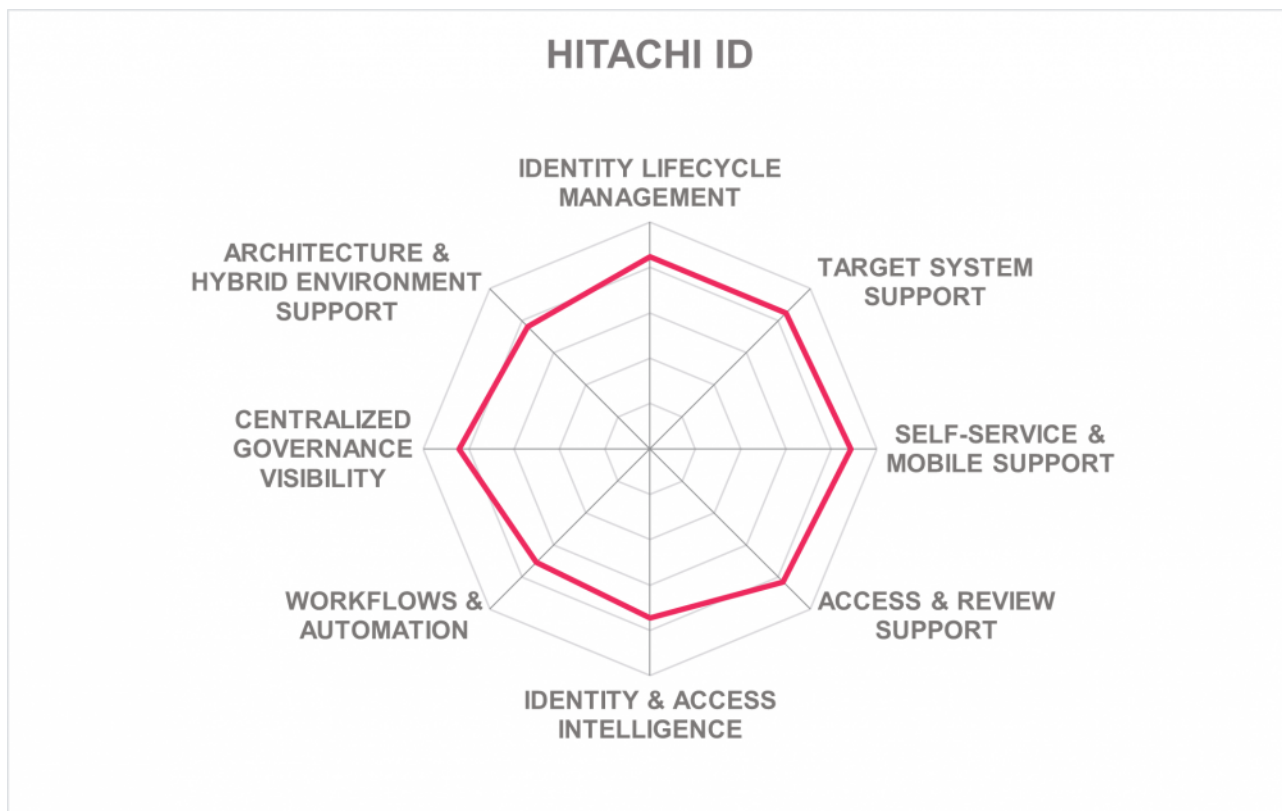 HITACHI ID
IDENTITY LIFECYCLE
MANAGEMENT
ARCHITECTURE &
HYBRID ENVIRONMENT
SUPPORT
TARGET SYSTEM
SUPPORT
CENTRALIZED
GOVERNANCE
VISIBILITY
SELF-SERVICE &
MOBILE SUPPORT
WORKFLOWS &
AUTOMATION
ACCESS & REVIEW
SUPPORT
IDENTITY & ACCESS
INTELLIGENCE